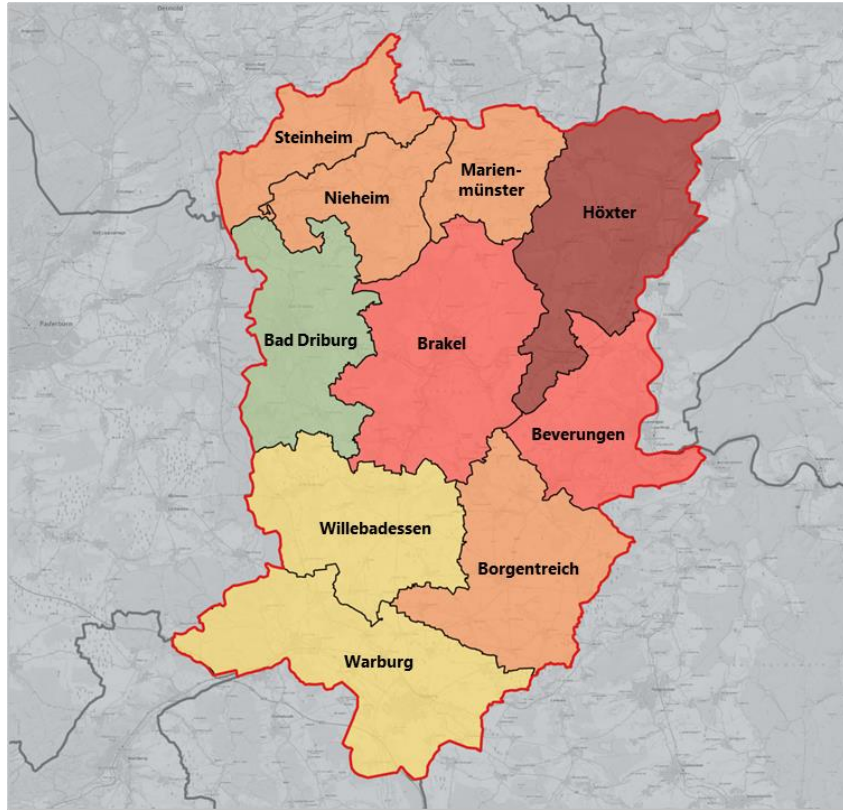 Steinheim
Marien-
münster
Nieheim
Höxter
Bad Driburg
Brakel
Beverungen
Willebadessen
Borgentreich
Warburg